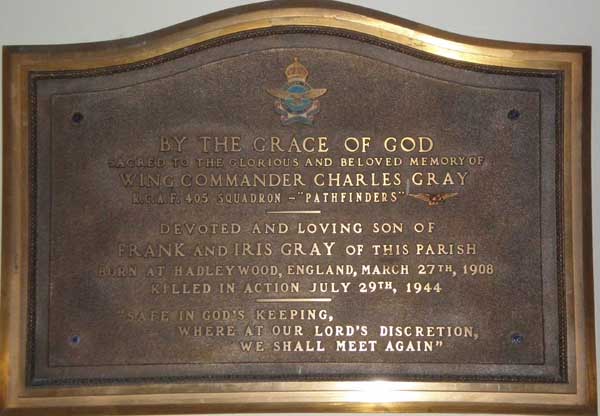 BY THE GRACE OF GOD
SACRED TO THE GLORIOUS AND BELOVED MEMORY OF
WING COMMANDER CHARLES GRAY
R.C.A.F. 405 SQUADRON - "PATHFINDERS"
DEVOTED AND LOVING SON OF
FRANK AND IRIS GRAY OF THIS PARISH
BORN AT HADLEYWOOD, ENGLAND, MARCH 27TH, 1908
KILLED IN ACTION JULY 29TH, 1944
"SAFE IN GOD'S KEEPING,
WHERE AT OUR LORD'S DISCRETION,
WE SHALL MEET AGAIN"